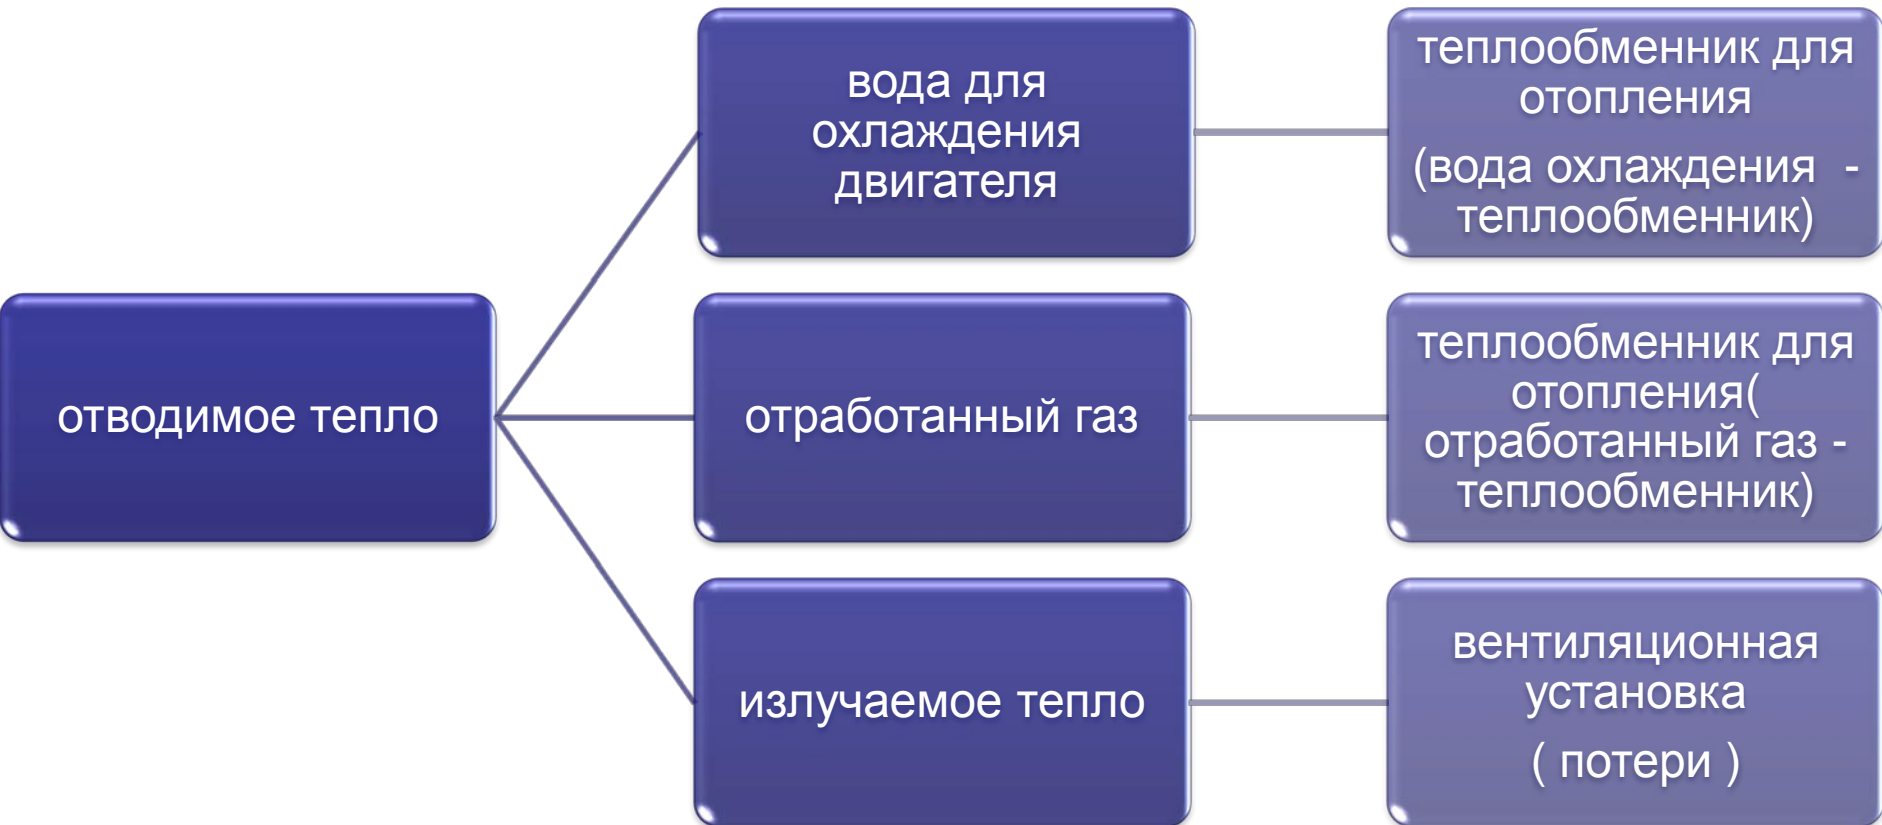 вода для
охлаждения
двигателя
теплообменник для
отопления
(вода охлаждения -
теплообменник)
отводимое тепло
отработанный газ
теплообменник для
отопления(
отработанный газ -
теплообменник)
излучаемое тепло
вентиляционная
установка
( потери )